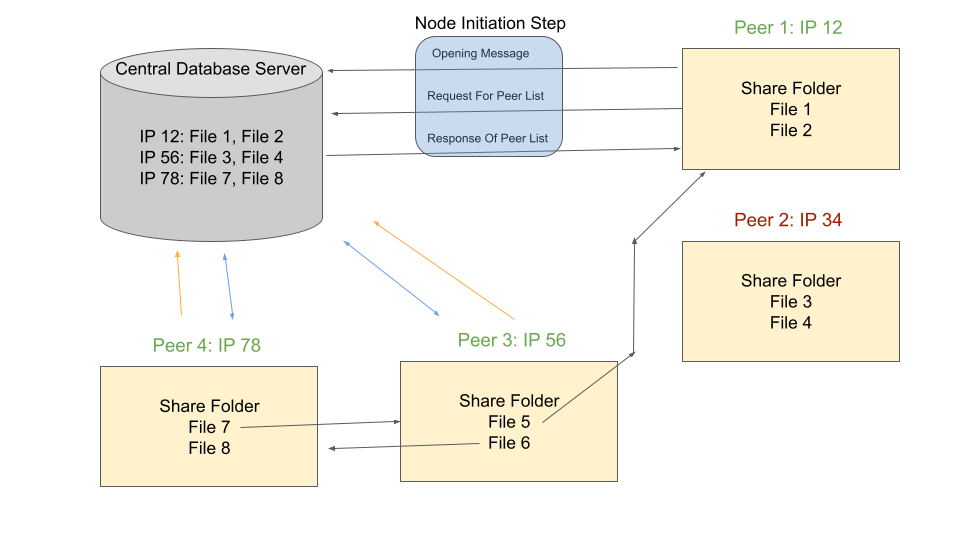 Node Initiation Step
Opening Message
Request For Peer List
Response Of Peer List
Central Database Server
IP 12: File 1, File 2
IP 56: File 3, File 4
IP 78: File 7, File 8
Peer 1: IP 12
Share Folder
File 1
File 2
Peer 2: IP 34
Share Folder
File 3
File 4
Peer 4: IP 78
Share Folder
File 7
File 8
Peer 3: IP 56
Share Folder
File 5
File 6